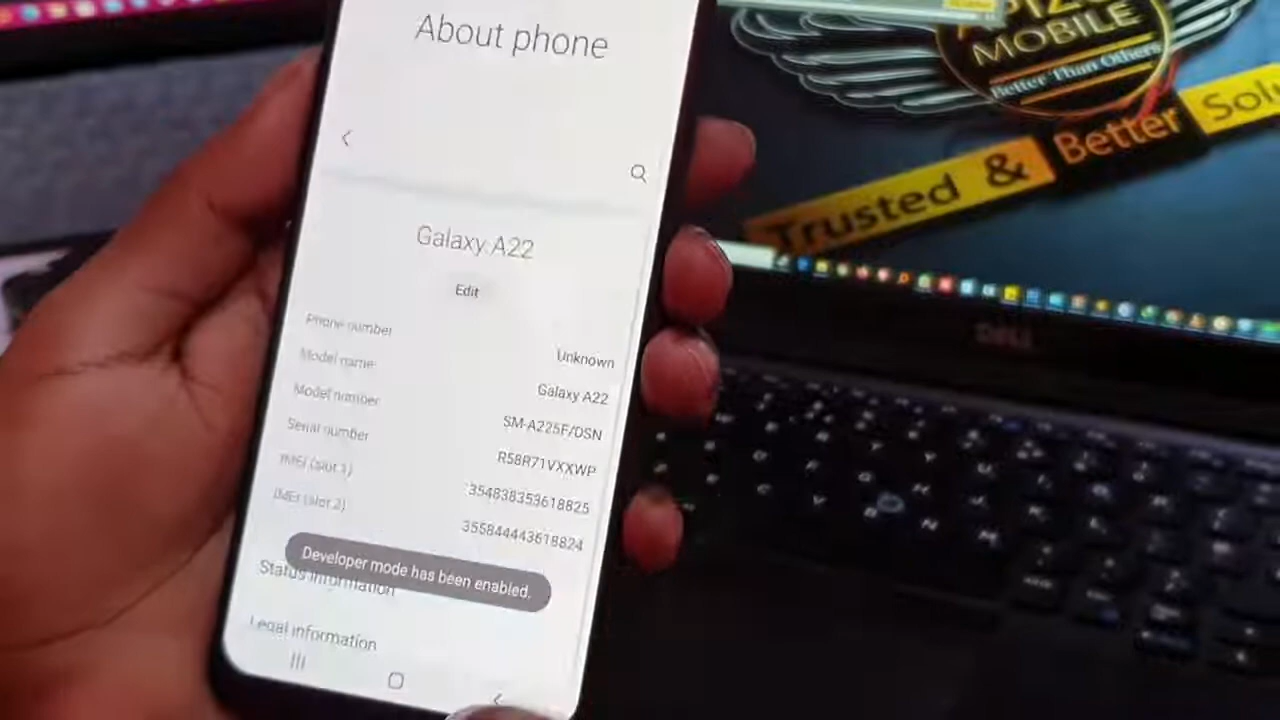 About phone
Galaxy A22
Edit
Phone number
Unknown
Model name
Galaxy A22
Model number
SM-A225F/DSN
Serial number
R58R71VXXWP
IMEI (slot 1)
354838353618825
IMEI (slot 2)
355844443618824
Developer mode has been enabled.
Status information
Legal information
MOBILE
Better Than Others
Trusted & Better
DELL